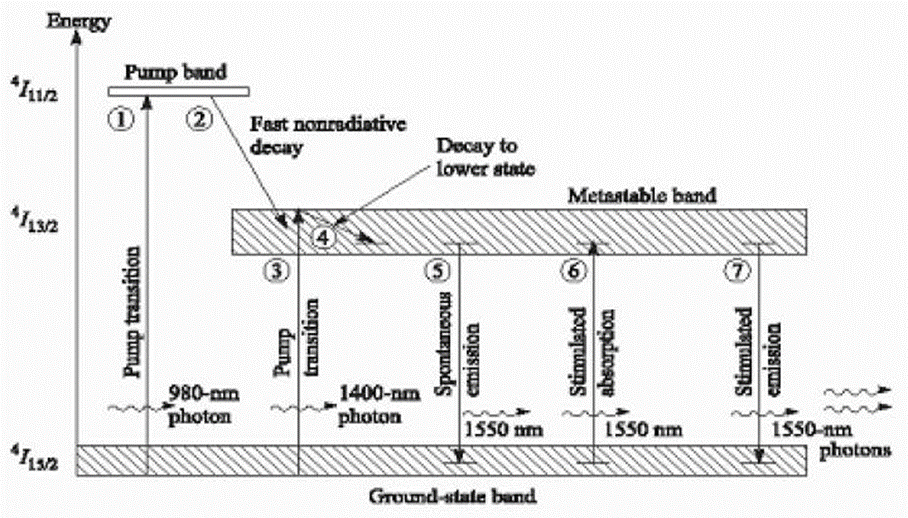 Energy
Pump band
⁴I₁₁/₂
① ②
Fast nonradiative
decay
Decay to
lower state
Metastable band
⁴I₁₃/₂
④
③ ⑤ ⑥ ⑦
Pump transition
Pump
transition
Spontaneous
emission
Stimulated
absorption
Stimulated
emission
980-nm
photon
1400-nm
photon
1550 nm
1550 nm
1550-nm
photons
⁴I₁₅/₂
Ground-state band